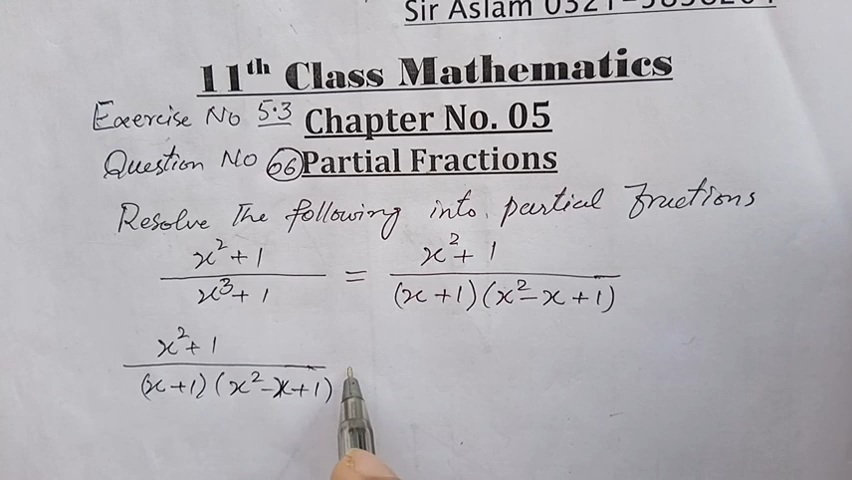 Sir Aslam
11th Class Mathematics
Exercise No 5.3 Chapter No. 05
Question No 06 Partial Fractions
Resolve The following into partial fractions
x²+1 / x³+1 = x²+1 / (x+1)(x²-x+1)
x²+1 / (x+1)(x²-x+1)